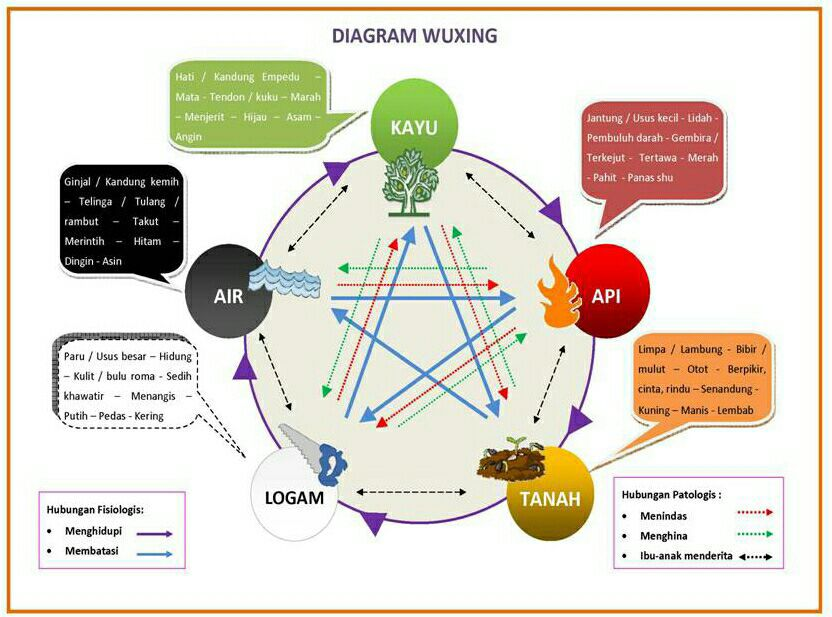 DIAGRAM WUXING
Hati / Kandung Empedu –
Mata - Tendon / kuku – Marah
– Menjerit – Hijau – Asam –
Angin
KAYU
Jantung / Usus kecil - Lidah -
Pembuluh darah - Gembira /
Terkejut - Tertawa - Merah
- Pahit - Panas shu
Ginjal / Kandung kemih
– Telinga / Tulang /
rambut – Takut –
Merintih – Hitam –
Dingin - Asin
AIR
API
Paru / Usus besar – Hidung
– Kulit / bulu roma - Sedih
khawatir – Menangis –
Putih – Pedas - Kering
Limpa / Lambung - Bibir /
mulut – Otot - Berpikir,
cinta, rindu – Senandung -
Kuning – Manis - Lembab
LOGAM
TANAH
Hubungan Fisiologis:
• Menghidupi
• Membatasi
Hubungan Patologis :
• Menindas
• Menghina
• Ibu-anak menderita